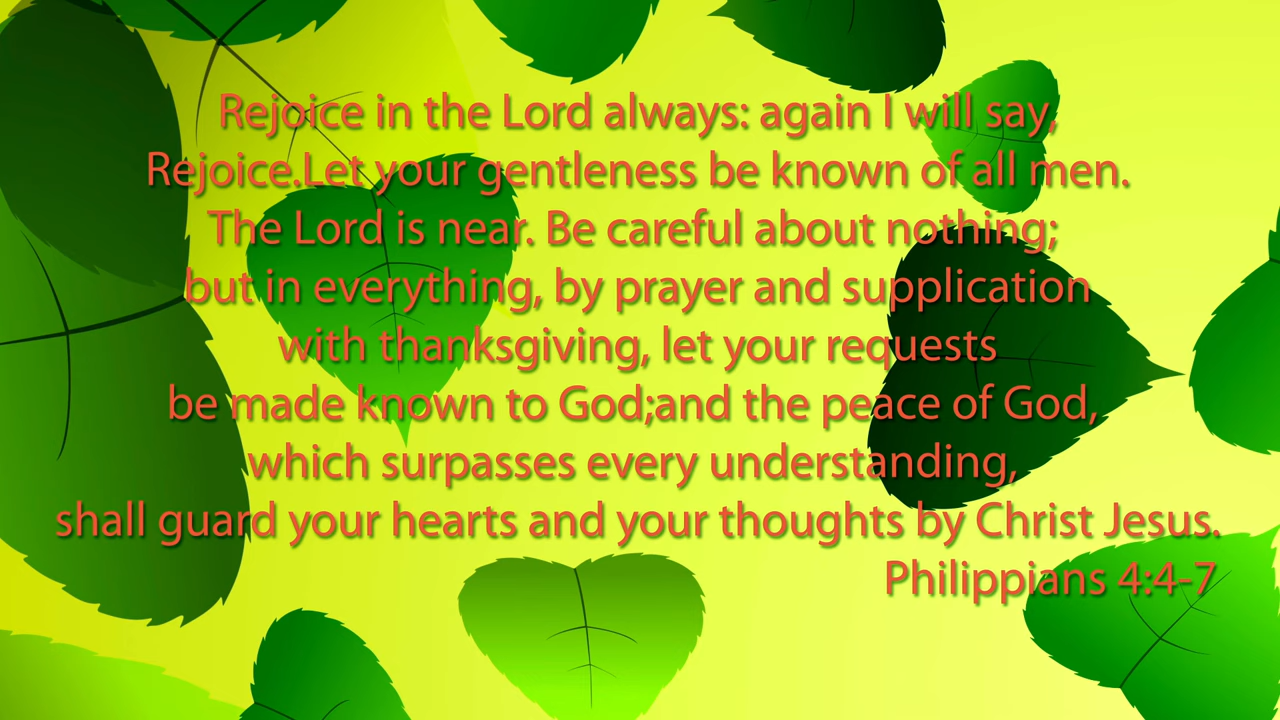 Rejoice in the Lord always: again I will say,
Rejoice.Let your gentleness be known of all men.
The Lord is near. Be careful about nothing;
but in everything, by prayer and supplication
with thanksgiving, let your requests
be made known to God;and the peace of God,
which surpasses every understanding,
shall guard your hearts and your thoughts by Christ Jesus.
Philippians 4:4-7